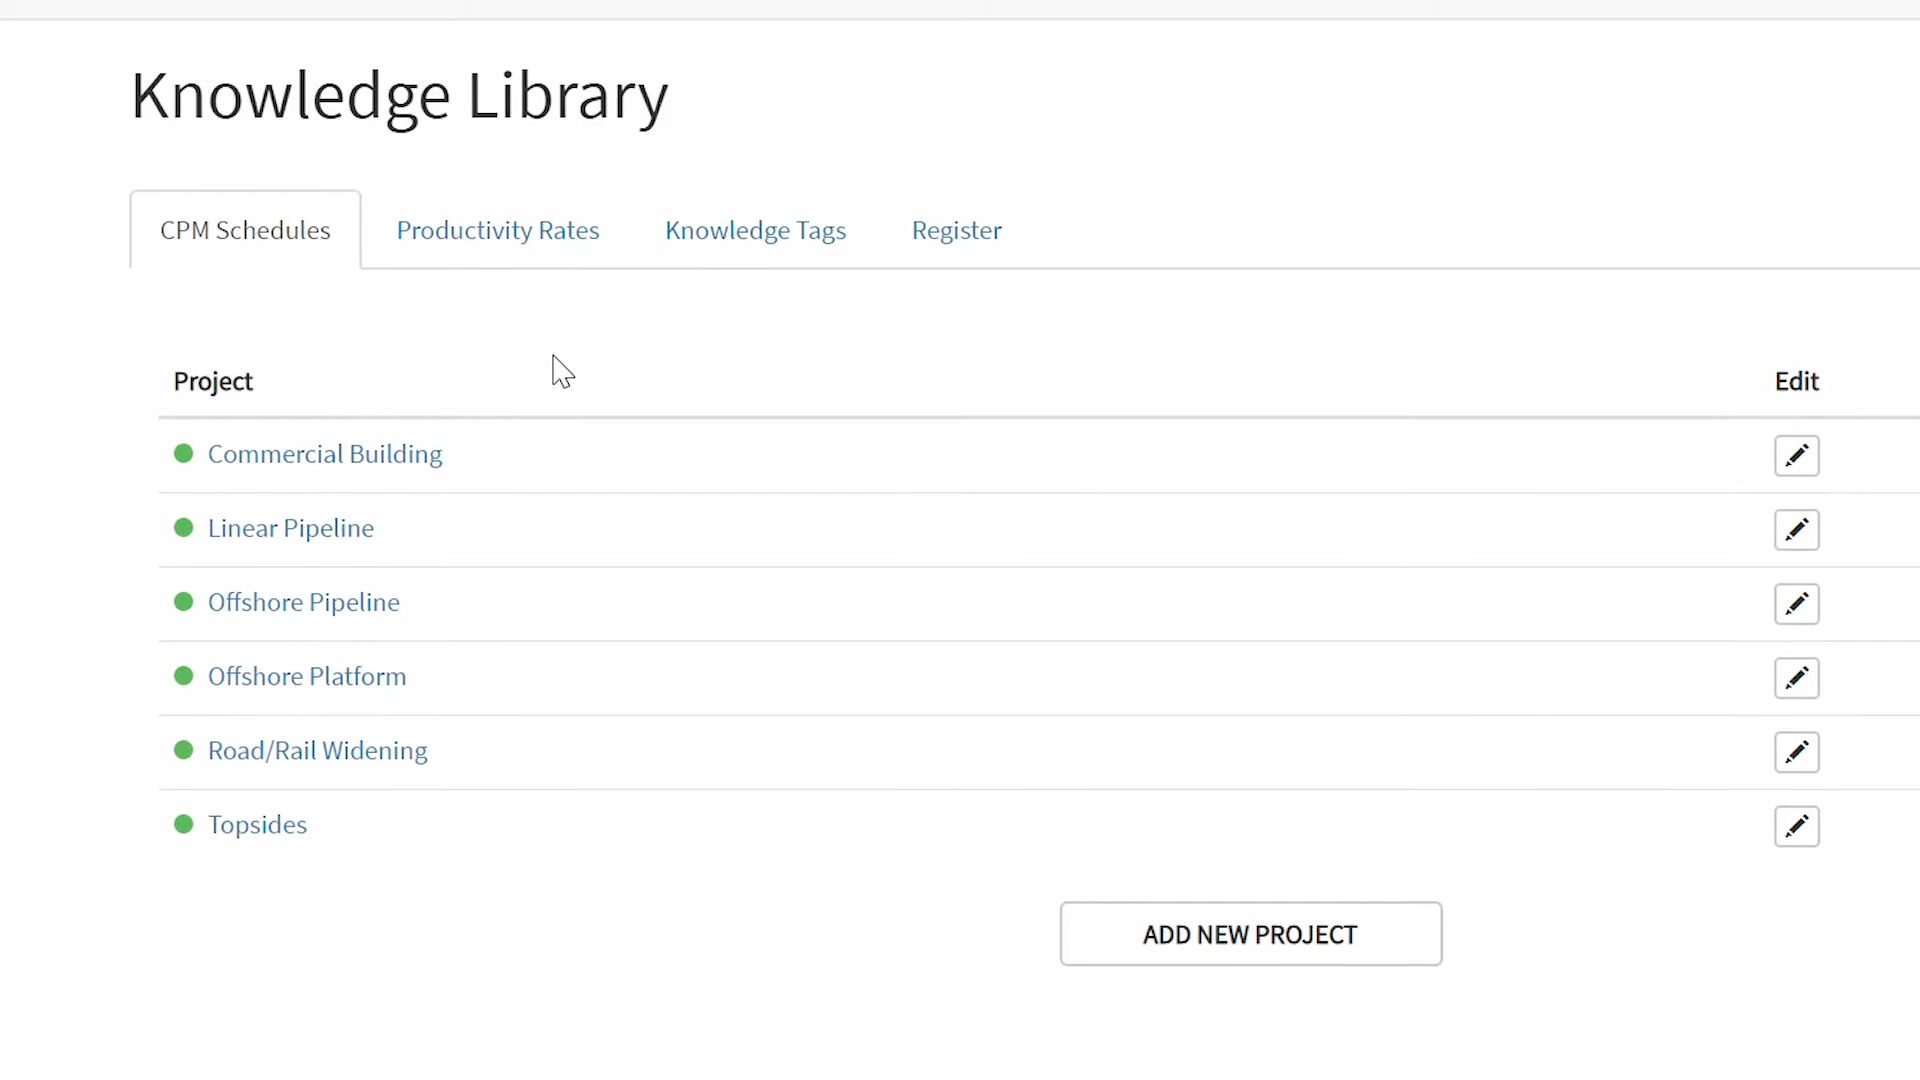 Knowledge Library
CPM Schedules Productivity Rates Knowledge Tags Register
Project Edit
Commercial Building
Linear Pipeline
Offshore Pipeline
Offshore Platform
Road/Rail Widening
Topsides
ADD NEW PROJECT